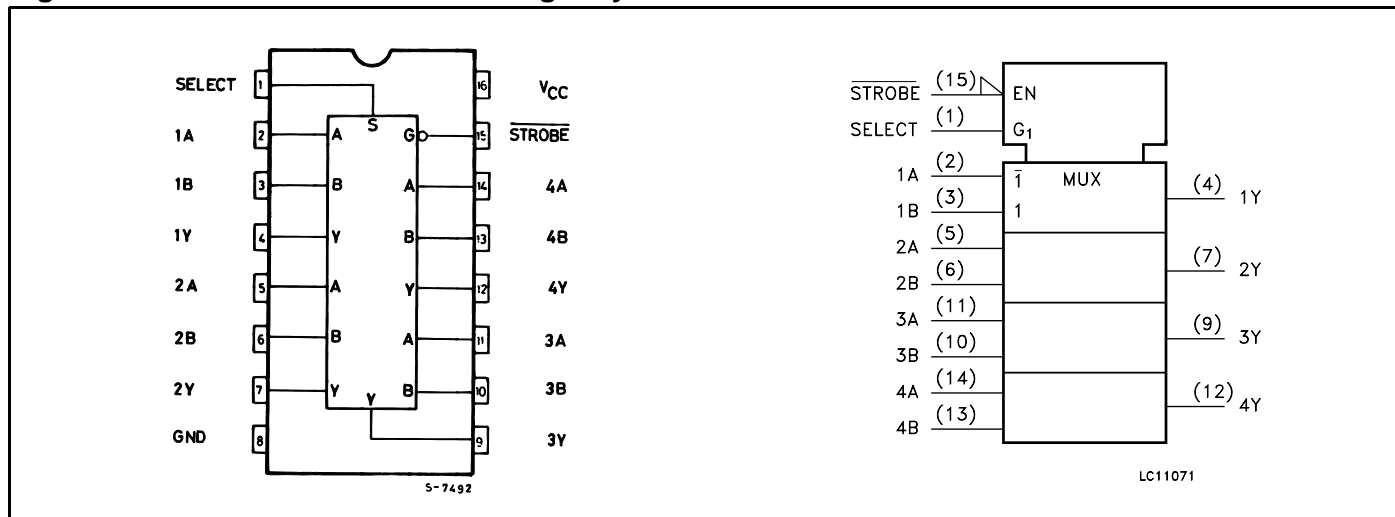 SELECT 1 16 VCC
S
1A 2 A G 15 STROBE
1B 3 B A 14 4A
1Y 4 Y B 13 4B
2A 5 A Y 12 4Y
2B 6 B A 11 3A
2Y 7 Y B 10 3B
Y
GND 8 9 3Y
S-7492
STROBE (15) EN
SELECT (1) G1
1A (2) 1 MUX
(4) 1Y
1B (3) 1
2A (5)
(7) 2Y
2B (6)
3A (11)
(9) 3Y
3B (10)
4A (14)
(12) 4Y
4B (13)
LC11071